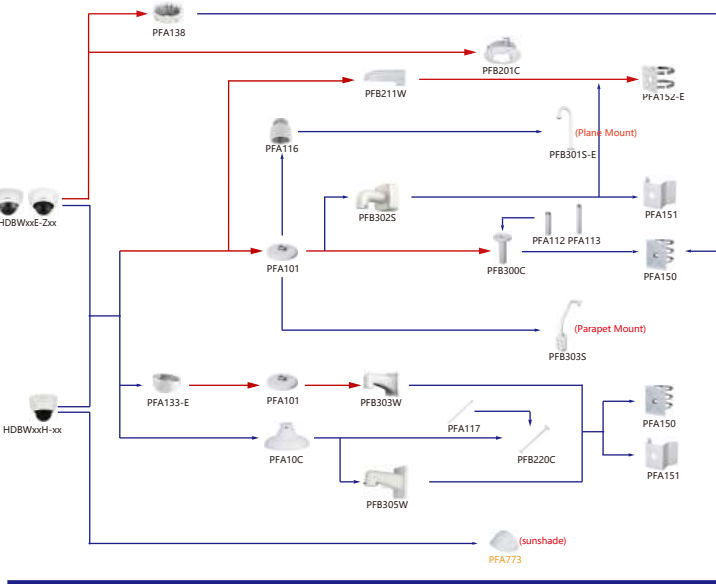 PFA138
PFB201C
PFB211W
PFA152-E
PFA116
(Plane Mount)
PFB301S-E
HDBWxxE-Zxx
PFB302S
PFA151
PFA112 PFA113
PFA101
PFB300C
PFA150
(Parapet Mount)
PFB303S
PFA133-E
PFA101
PFB303W
PFA150
HDBWxxH-xx
PFA117
PFA10C
PFB220C
PFA151
PFB305W
(sunshade)
PFA773